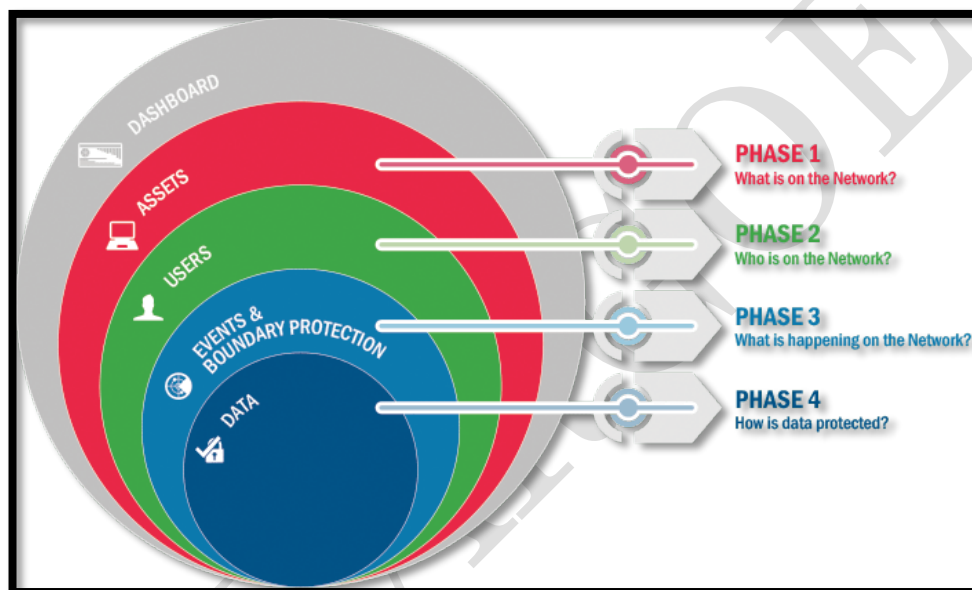 DASHBOARD
ASSETS
USERS
EVENTS &
BOUNDARY PROTECTION
DATA
PHASE 1
What is on the Network?
PHASE 2
Who is on the Network?
PHASE 3
What is happening on the Network?
PHASE 4
How is data protected?